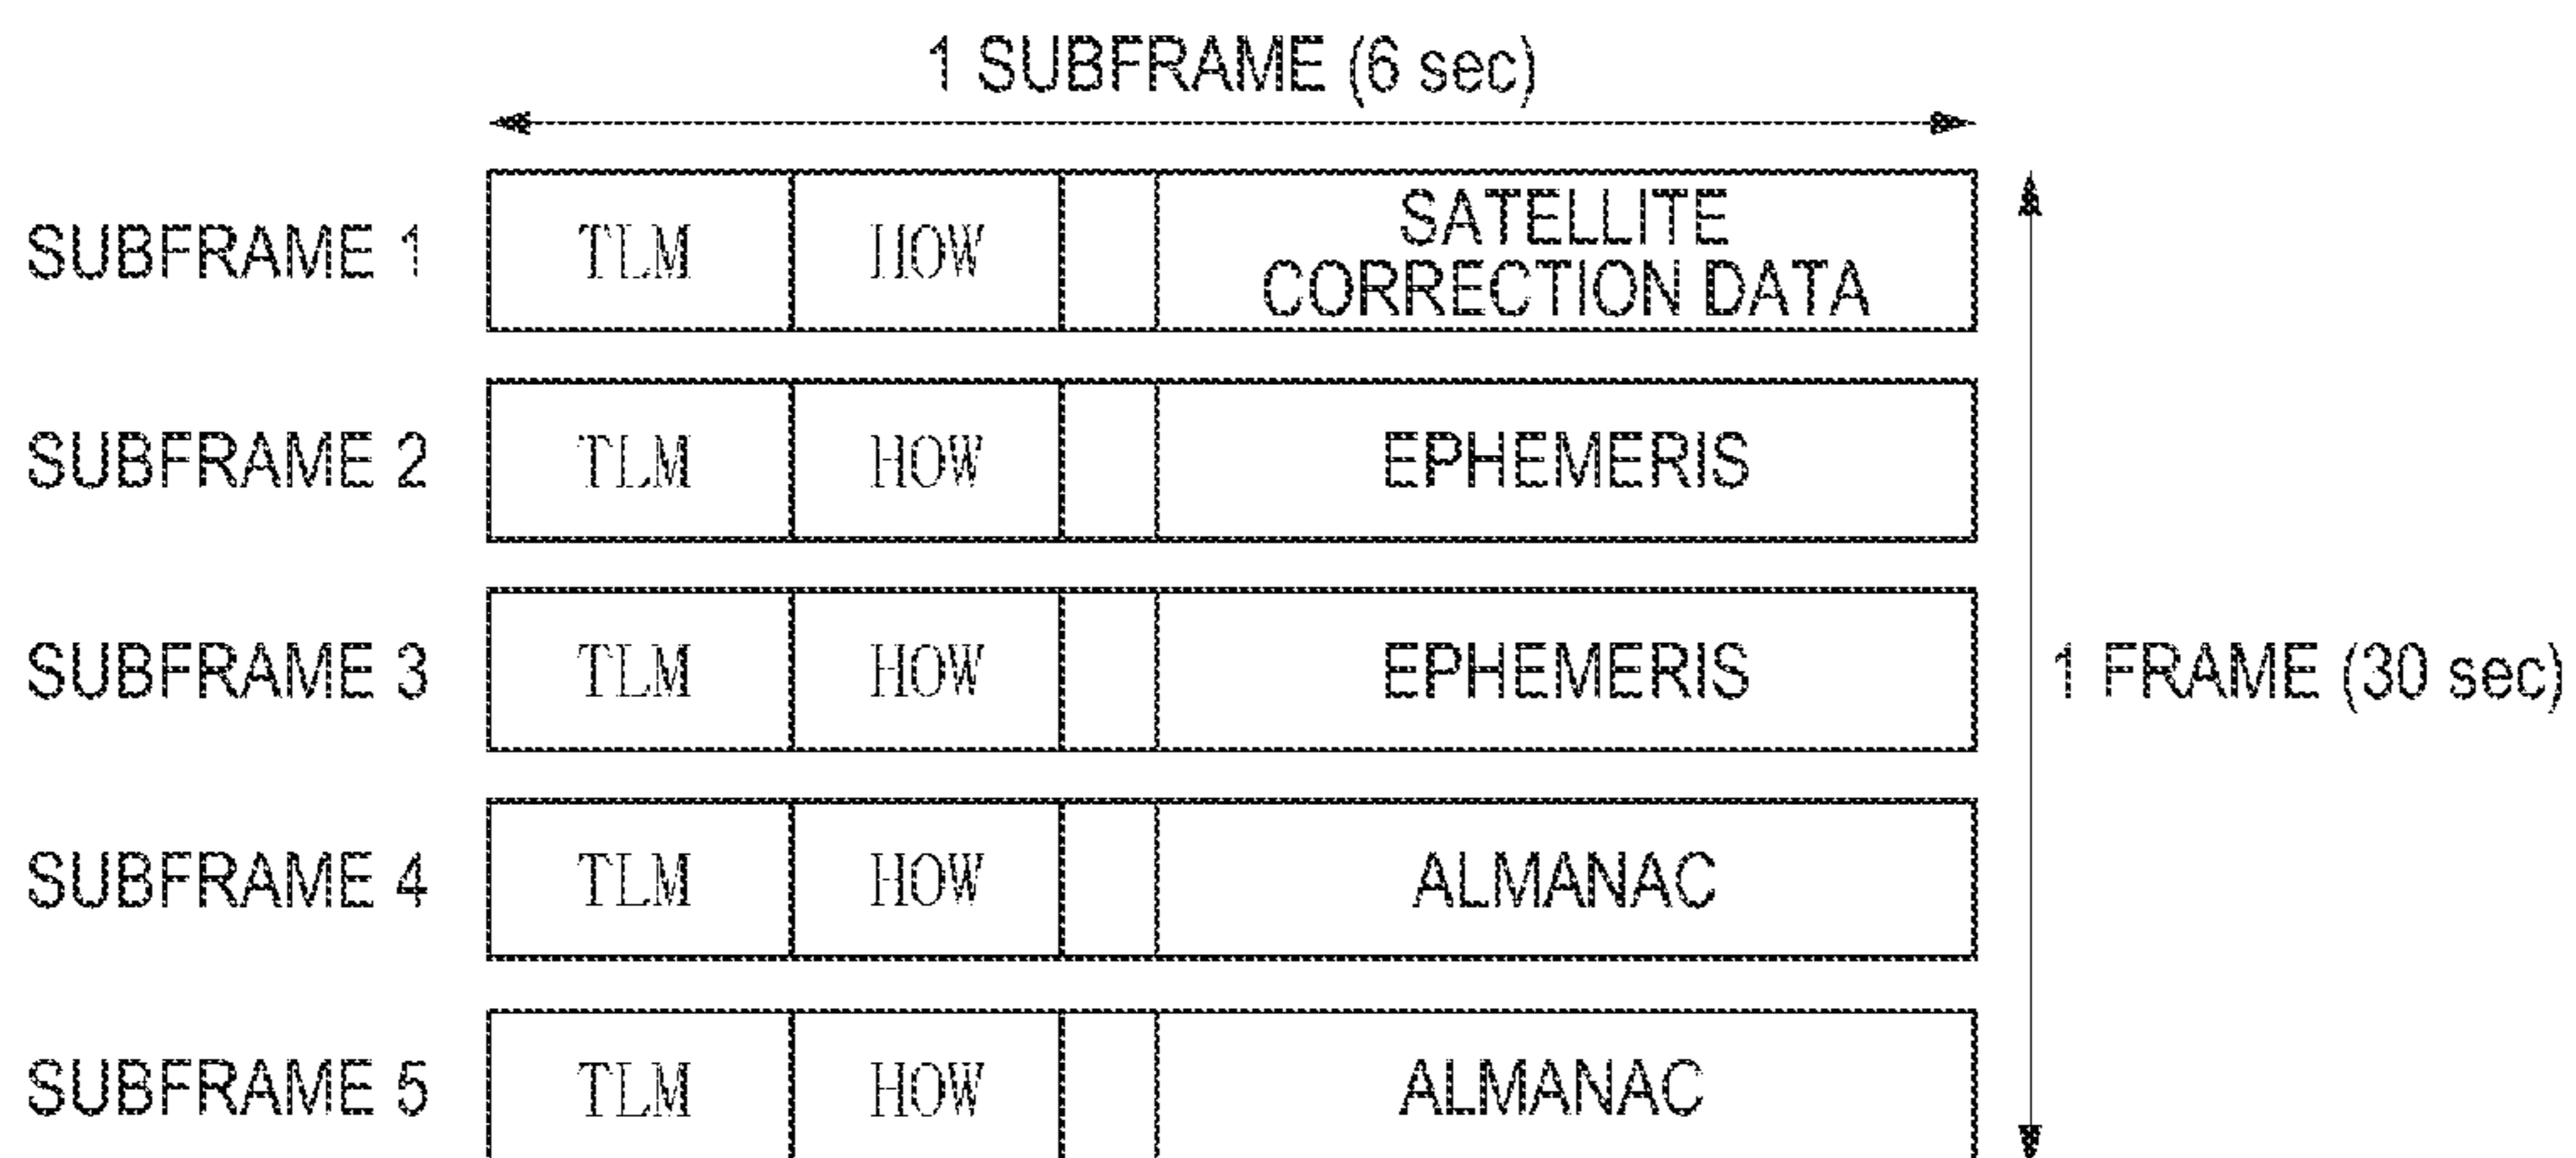 1 SUBFRAME (6 sec)
SUBFRAME 1 TLM HOW SATELLITE
CORRECTION DATA
SUBFRAME 2 TLM HOW EPHEMERIS
SUBFRAME 3 TLM HOW EPHEMERIS
1 FRAME (30 sec)
SUBFRAME 4 TLM HOW ALMANAC
SUBFRAME 5 TLM HOW ALMANAC